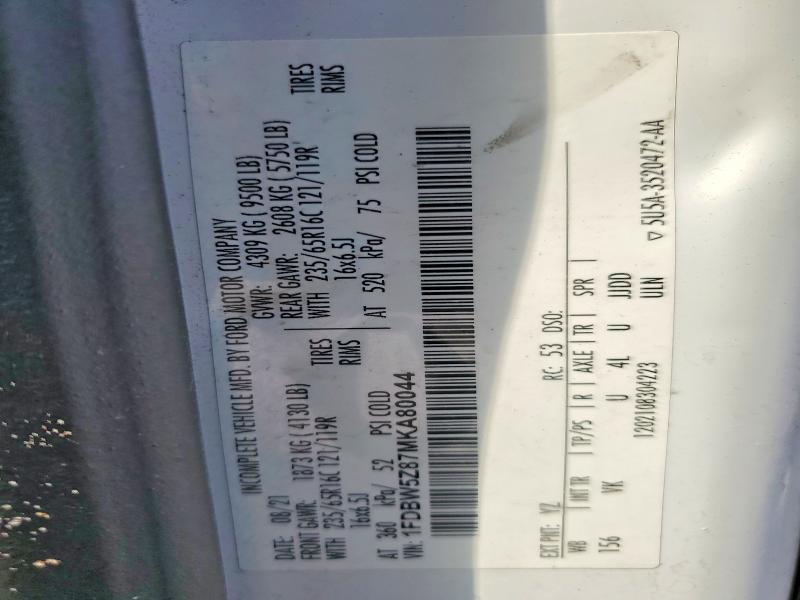 INCOMPLETE VEHICLE MFD. BY FORD MOTOR COMPANY
DATE: 08/21 GVWR: 4309 KG ( 9500 LB)
FRONT GAWR: 1873 KG ( 4130 LB) REAR GAWR: 2608 KG ( 5750 LB)
WITH 235/65R16C 121/119R TIRES WITH 235/65R16C 121/119R TIRES
16x6.5J RIMS 16x6.5J RIMS
AT 360 kPa/ 52 PSI COLD AT 520 kPa/ 75 PSI COLD
VIN: 1FDBW5Z87MKA80044
EXT PNT: YZ RC: 53 DSO:
WB INT TR TP/PS R AXLE TR SPR
156 VK U 4L U JJDD
1202108304223 ULN
▽ 5U5A-3520472-AA